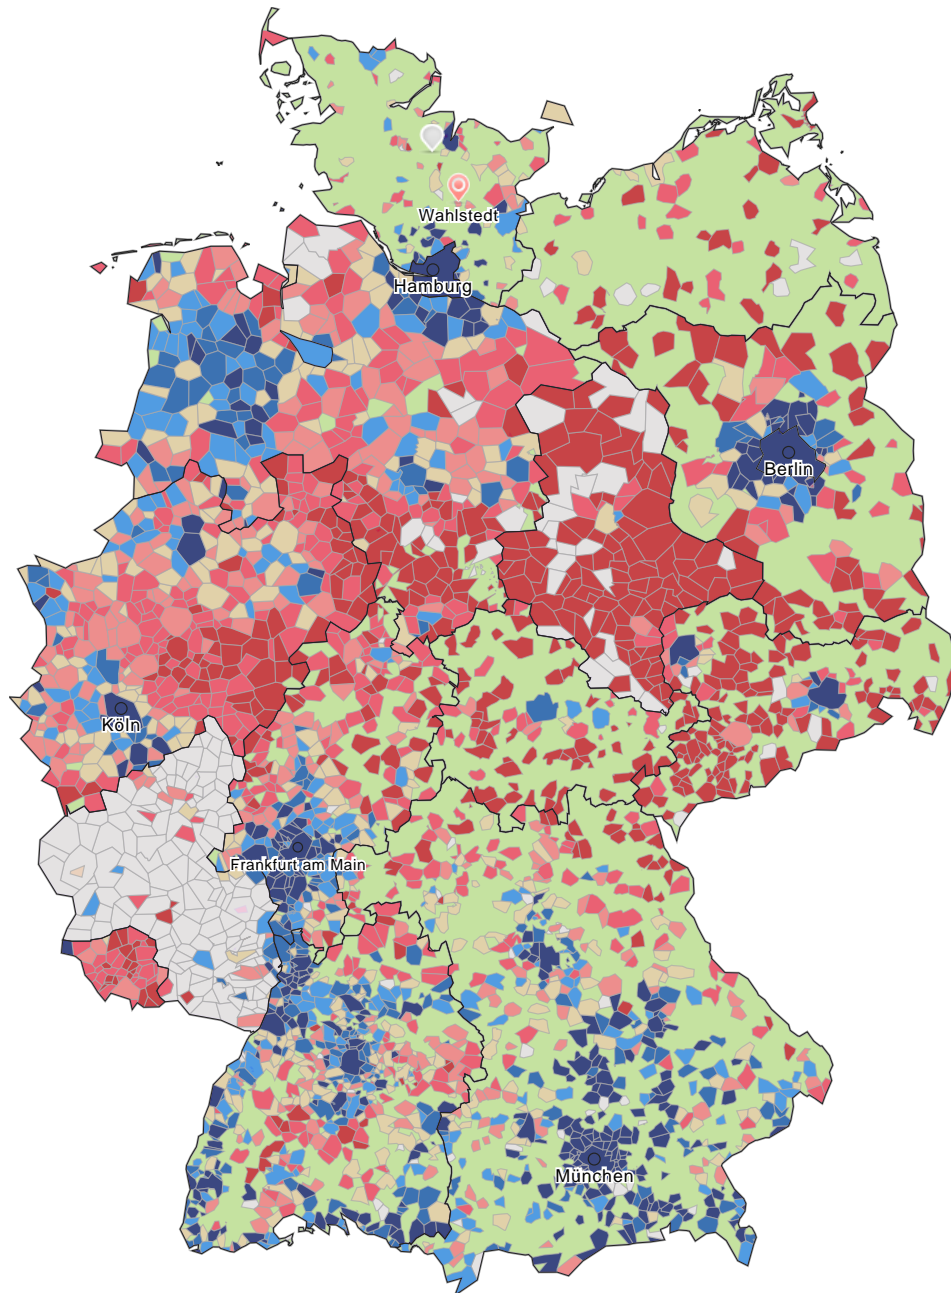 Wahlstedt
Hamburg
Berlin
Köln
Frankfurt am Main
München